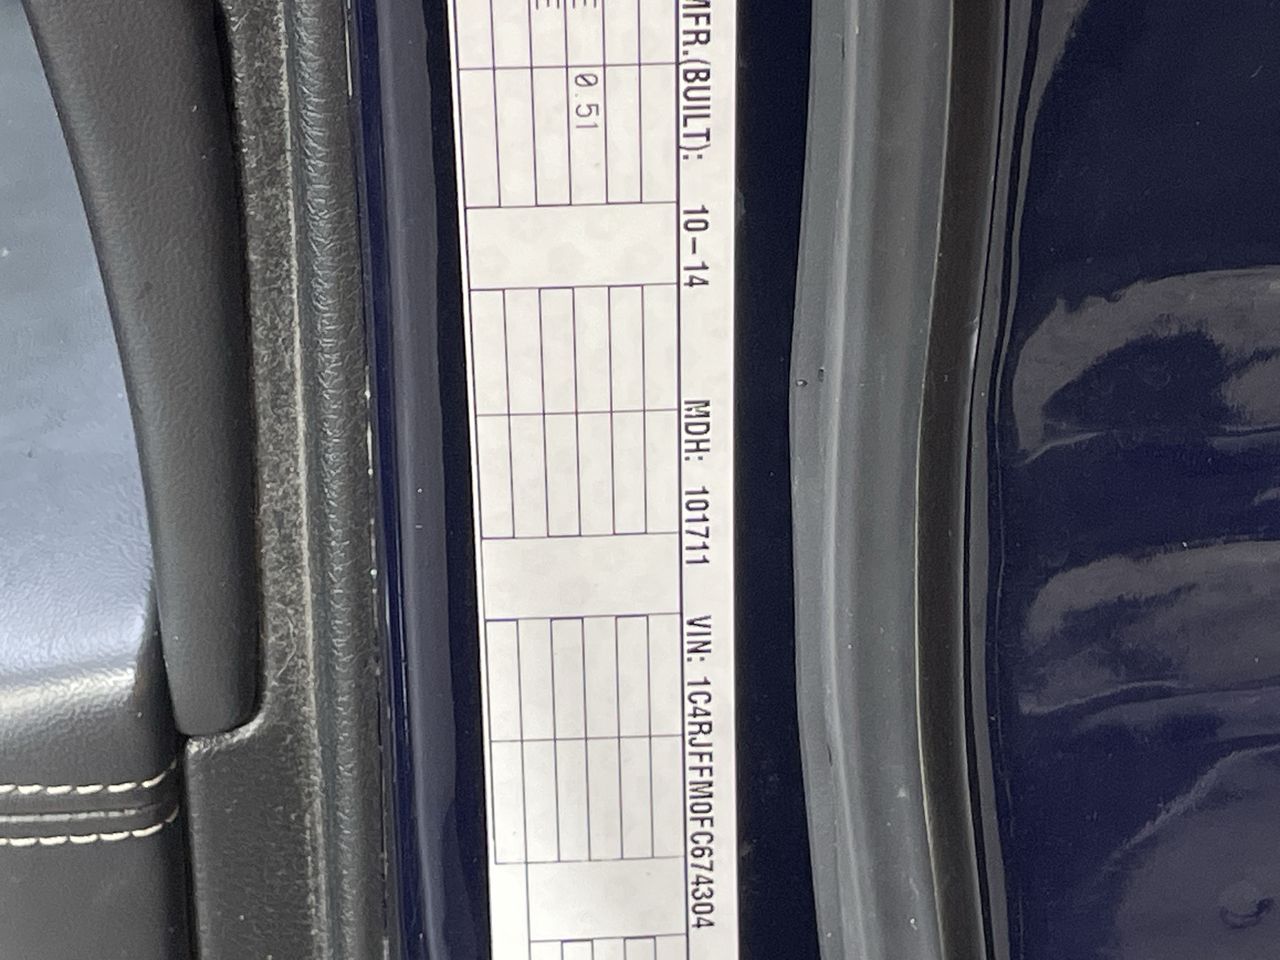 MFR.(BUILT): 10-14 MDH: 101711 VIN: 1C4RJFFM0FC674304
E 0.51
E